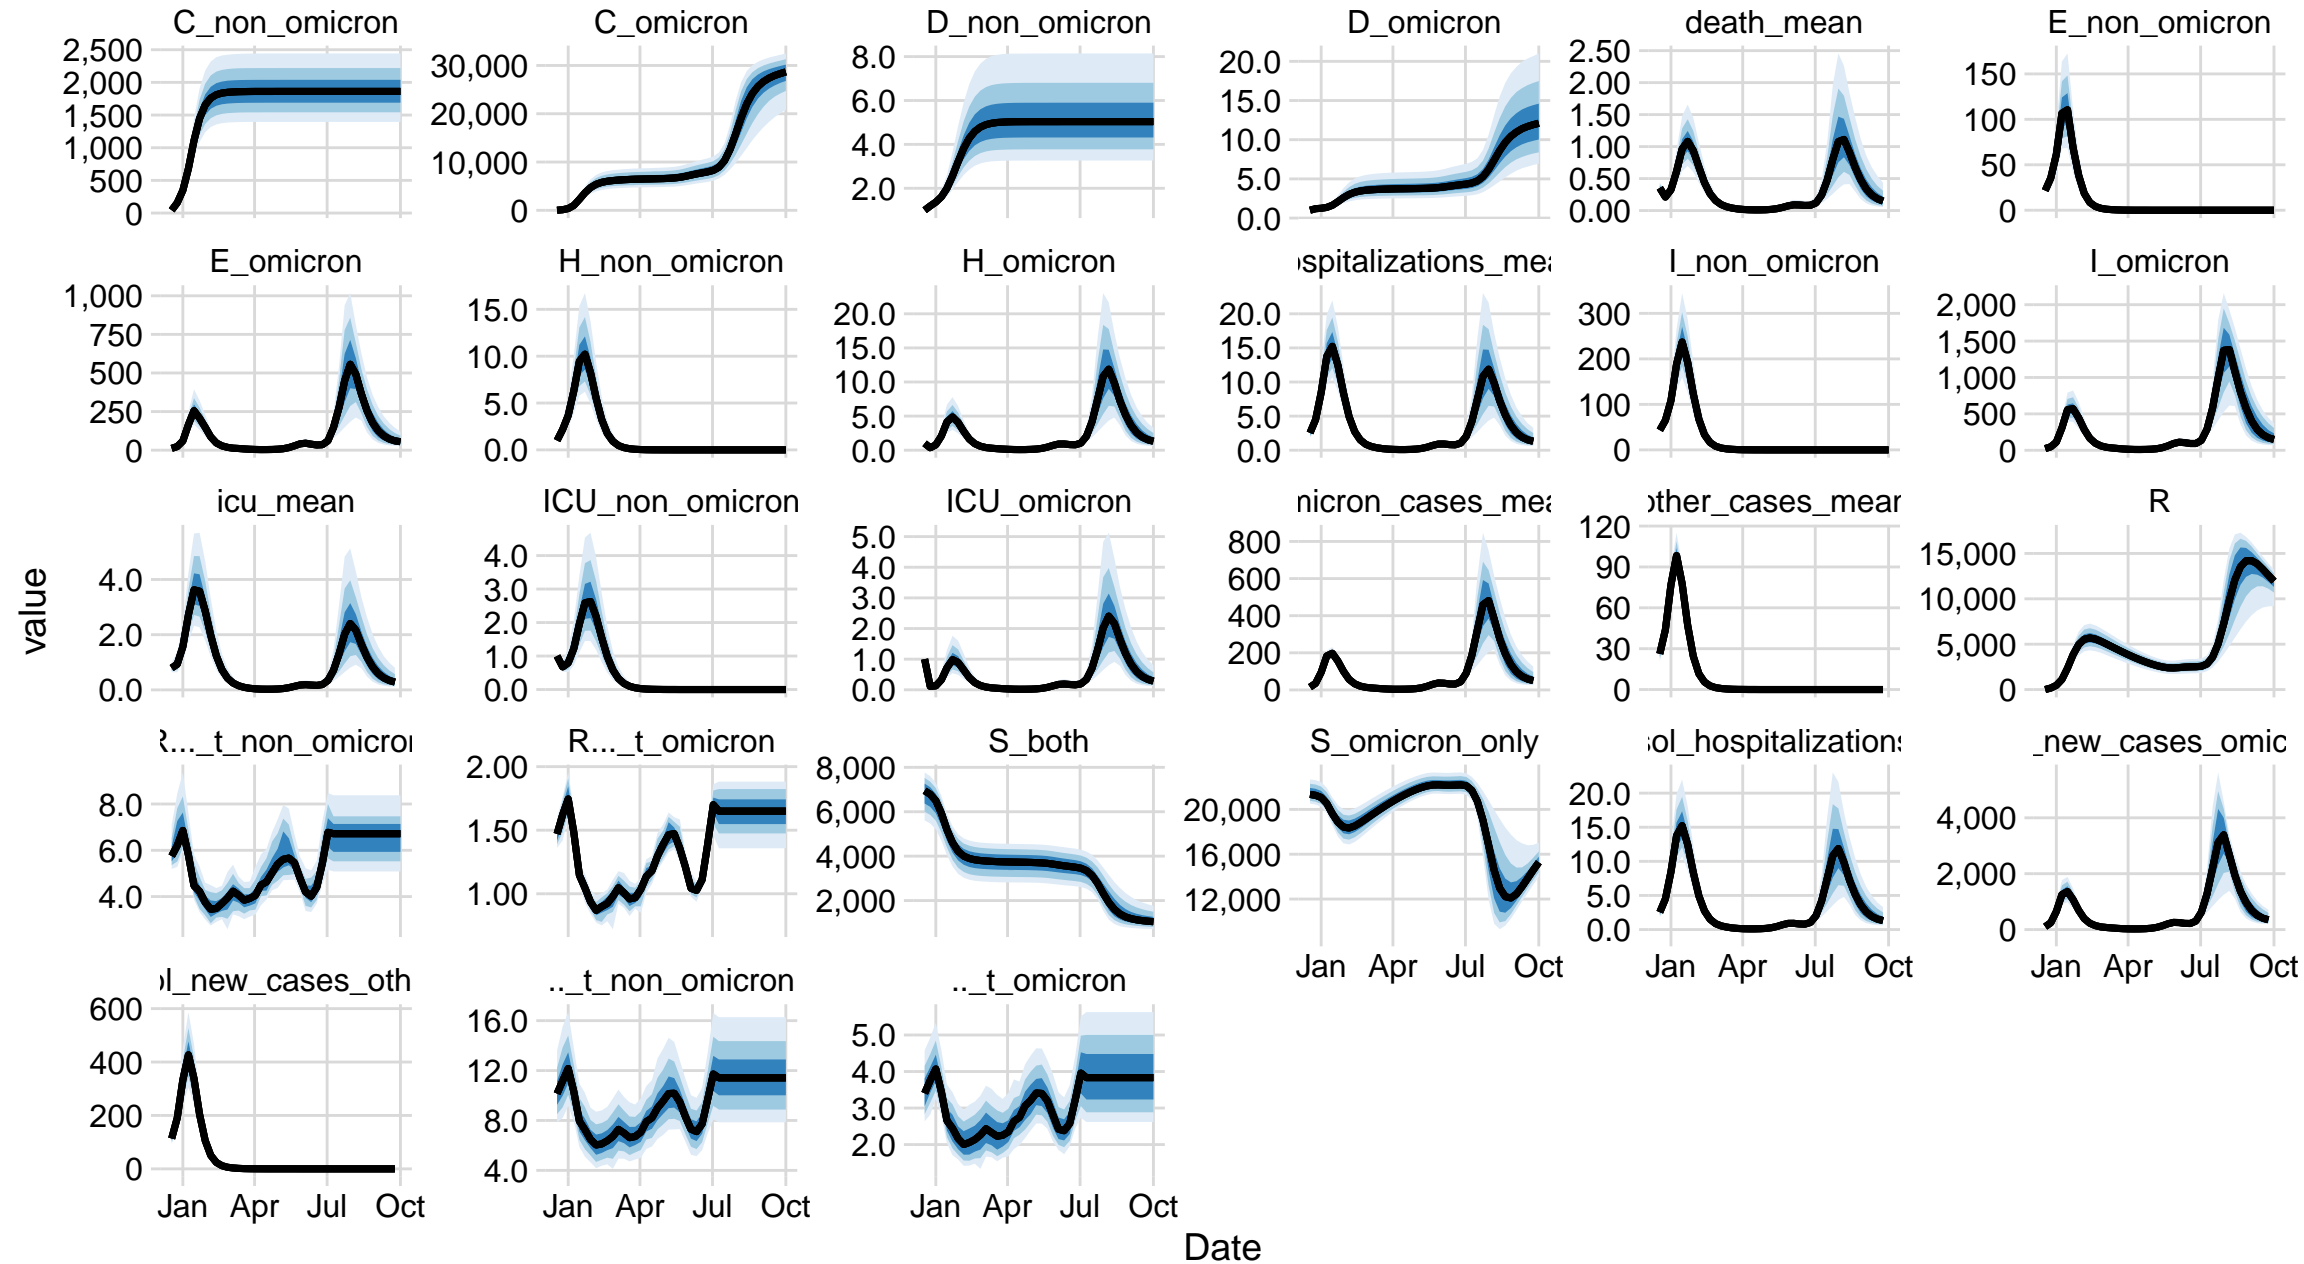 C_non_omicron C_omicron D_non_omicron D_omicron death_mean E_non_omicron
2,500 2,000 1,500 1,000 500 0
30,000 20,000 10,000 0
8.0 6.0 4.0 2.0
20.0 15.0 10.0 5.0 0.0
2.50 2.00 1.50 1.00 0.50 0.00
150 100 50 0
E_omicron H_non_omicron H_omicron ospitalizations_mea I_non_omicron I_omicron
1,000 750 500 250 0
15.0 10.0 5.0 0.0
20.0 15.0 10.0 5.0 0.0
20.0 15.0 10.0 5.0 0.0
300 200 100 0
2,000 1,500 1,000 500 0
icu_mean ICU_non_omicron ICU_omicron micron_cases_mea other_cases_mean R
4.0 2.0 0.0
4.0 3.0 2.0 1.0 0.0
5.0 4.0 3.0 2.0 1.0 0.0
800 600 400 200 0
120 90 60 30 0
15,000 10,000 5,000 0
R..._t_non_omicron R..._t_omicron S_both S_omicron_only sol_hospitalizations _new_cases_omic
8.0 6.0 4.0
2.00 1.50 1.00
8,000 6,000 4,000 2,000
20,000 16,000 12,000
20.0 15.0 10.0 5.0 0.0
4,000 2,000 0
Jan Apr Jul Oct
Jan Apr Jul Oct
Jan Apr Jul Oct
ol_new_cases_oth .._t_non_omicron .._t_omicron
600 400 200 0
16.0 12.0 8.0 4.0
5.0 4.0 3.0 2.0
Jan Apr Jul Oct
Jan Apr Jul Oct
Jan Apr Jul Oct
value
Date